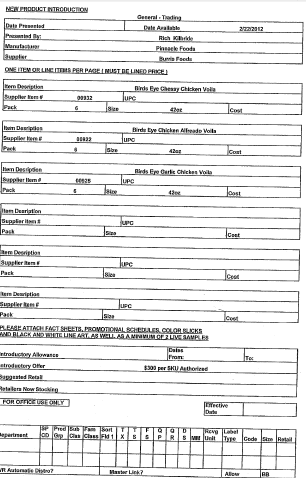 NEW PRODUCT INTRODUCTION
General - Trading
Date Presented Date Available 2/22/2012
Presented By: Rich Kilbride
Manufacturer Pinnacle Foods
Supplier Burris Foods
ONE ITEM OR LINE ITEMS PER PAGE ( MUST BE LINED PRICE )
Item Desription Birds Eye Cheesy Chicken Voila
Supplier Item # 00932 UPC
Pack 6 Size 42oz Cost
Item Desription Birds Eye Chicken Alfreado Voila
Supplier Item # 00922 UPC
Pack 6 Size 42oz Cost
Item Desription Birds Eye Garlic Chicken Voila
Supplier Item # 00928 UPC
Pack 6 Size 42oz Cost
Item Desription
Supplier Item # UPC
Pack Size Cost
Item Desription
Supplier Item # UPC
Pack Size Cost
Item Desription
Supplier Item # UPC
Pack Size Cost
PLEASE ATTACH FACT SHEETS, PROMOTIONAL SCHEDULES, COLOR SLICKS
AND BLACK AND WHITE LINE ART, AS WELL, AS A MINIMUM OF 2 LIVE SAMPLES
Introductory Allowance Dates From: To:
Introductory Offer $300 per SKU Authorized
Suggested Retail
Retailers Now Stocking
FOR OFFICE USE ONLY Effective Date
Department SP CD Prod Grp Sub Clas Fam Class Sort Fld 1 T X T S F S Q P Q R D S MM Rcvg Unit Label Type Code Size Retail
VR Automatic Distro? Master Link? Allow BB